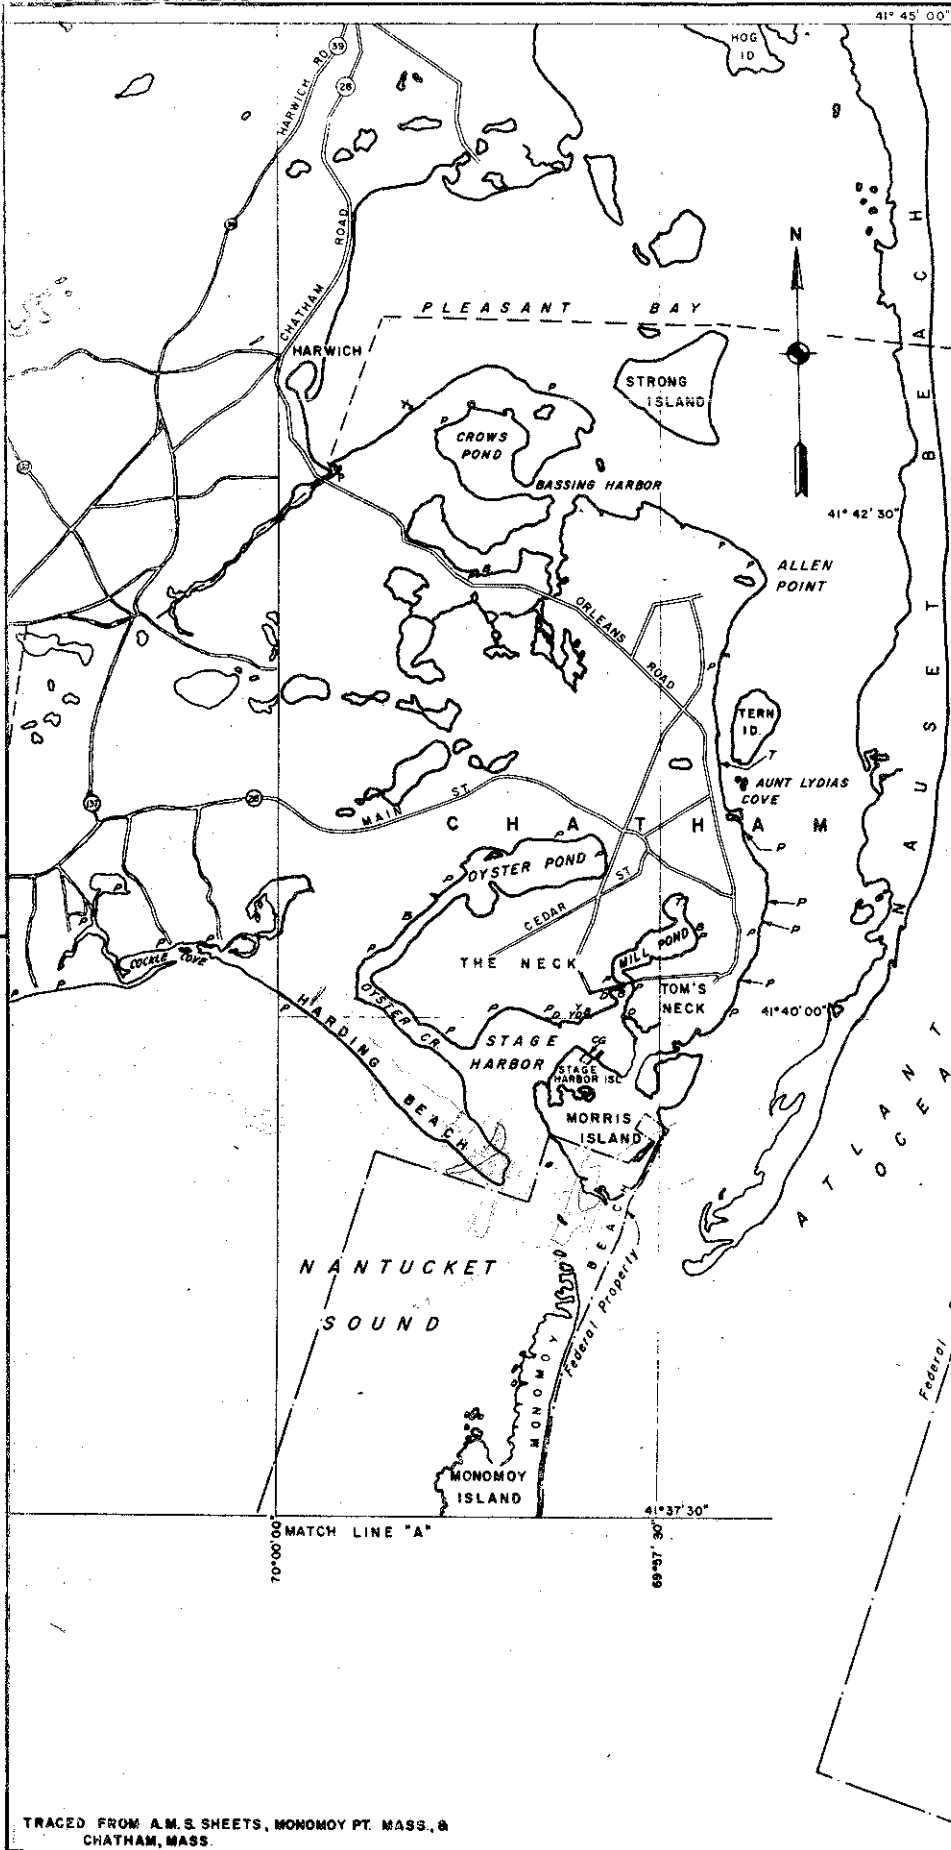 41° 45' 00"
HOG
ID
39
HARWICH RD
28
CHATHAM ROAD
N
PLEASANT BAY
HARWICH
STRONG
ISLAND
CROWS
POND
BASSING HARBOR
41° 42' 30"
ALLEN
POINT
ORLEANS ROAD
NAUSET BEACH
TERN
ID.
T
AUNT LYDIAS
COVE
137
28
MAIN ST
CHATHAM
P
OYSTER POND
CEDAR ST
B
P
P
MILL POND
THE NECK
COCKLE COVE
OYSTER CR.
TOM'S
NECK
P
41° 40' 00"
HARDING BEACH
STAGE
HARBOR
CG
STAGE
HARBOR ISL
MORRIS
ISLAND
ATLANTIC
OCEAN
NANTUCKET
SOUND
MONOMOY BEACH
Federal Property
Federal
MONOMOY
ISLAND
41° 37' 30"
MATCH LINE "A"
70° 00' 00"
69° 57' 30"
TRACED FROM A.M.S. SHEETS, MONOMOY PT. MASS., &
CHATHAM, MASS.